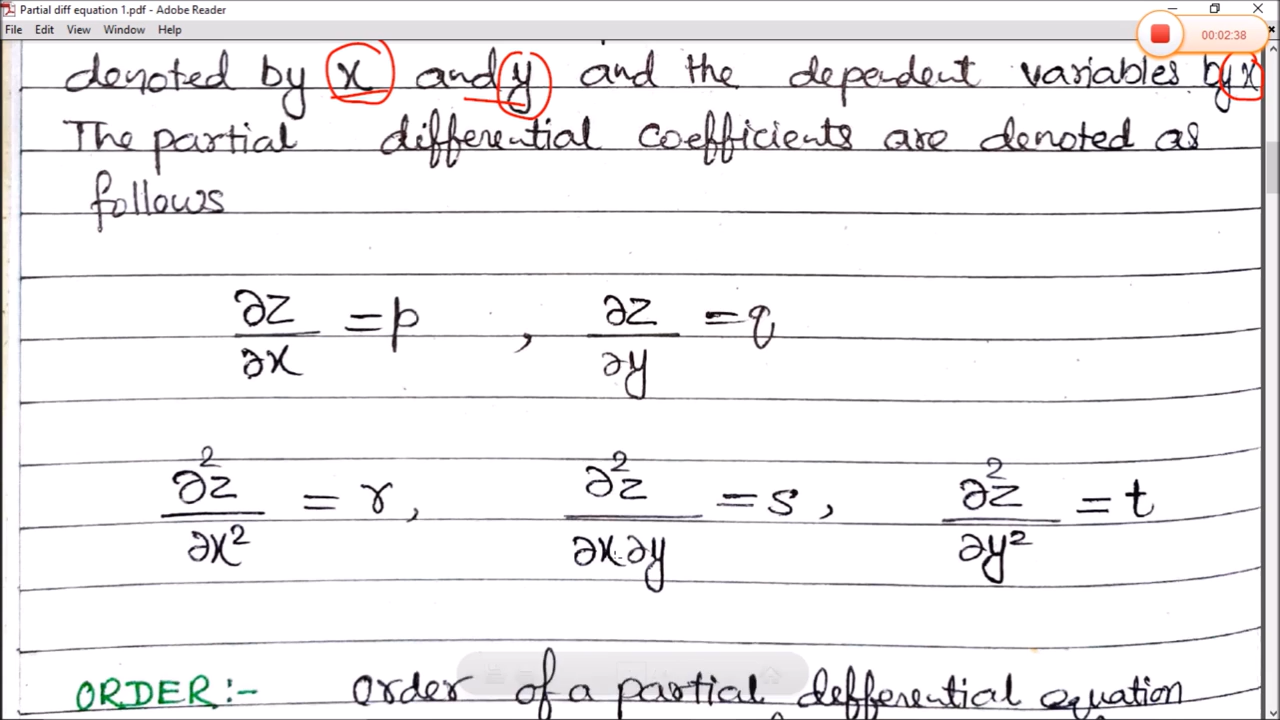 Partial diff equation 1.pdf - Adobe Reader
File Edit View Window Help
00:02:38
denoted by x and y and the dependent variables by x
The partial differential coefficients are denoted as
follows
∂z/∂x = p , ∂z/∂y = q
∂²z/∂x² = r, ∂²z/∂x∂y = s, ∂²z/∂y² = t
ORDER:- Order of a partial defferential equation